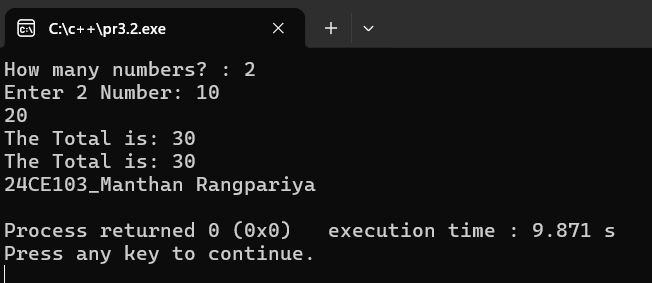 C:\c++\pr3.2.exe
How many numbers? : 2
Enter 2 Number: 10
20
The Total is: 30
The Total is: 30
24CE103_Manthan Rangpariya
Process returned 0 (0x0)   execution time : 9.871 s
Press any key to continue.